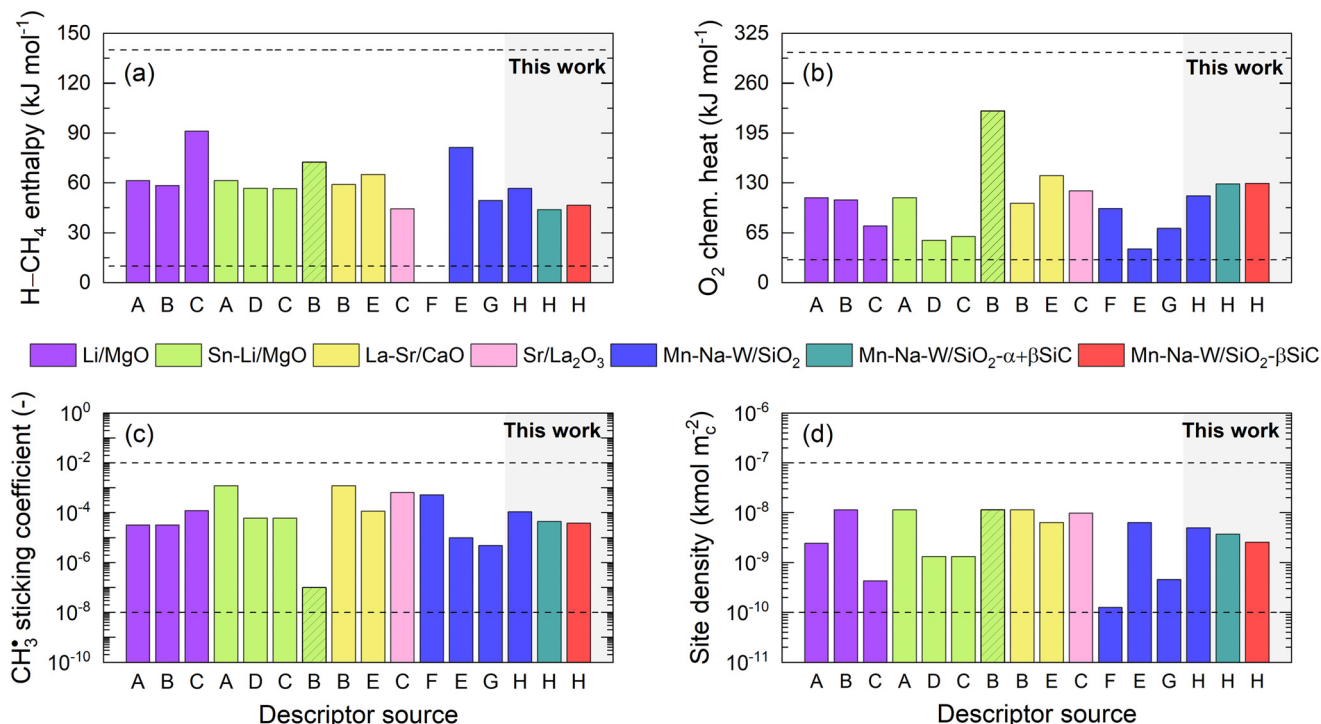 H−CH₄ enthalpy (kJ mol⁻¹)
150
120
90
60
30
0
(a)
This work
A B C A D C B B E C F E G H H H
O₂ chem. heat (kJ mol⁻¹)
325
260
195
130
65
0
(b)
This work
A B C A D C B B E C F E G H H H
Li/MgO Sn-Li/MgO La-Sr/CaO Sr/La₂O₃ Mn-Na-W/SiO₂ Mn-Na-W/SiO₂-α+βSiC Mn-Na-W/SiO₂-βSiC
CH₃• sticking coefficient (-)
10⁰
10⁻²
10⁻⁴
10⁻⁶
10⁻⁸
10⁻¹⁰
(c)
This work
A B C A D C B B E C F E G H H H
Descriptor source
Site density (kmol m_c⁻²)
10⁻⁶
10⁻⁷
10⁻⁸
10⁻⁹
10⁻¹⁰
10⁻¹¹
(d)
This work
A B C A D C B B E C F E G H H H
Descriptor source